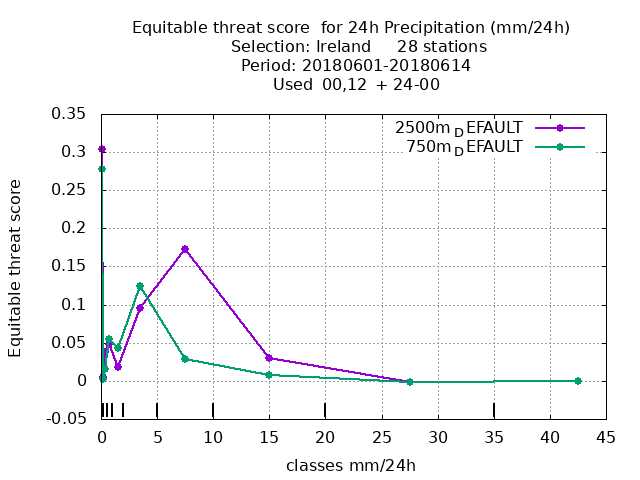 Equitable threat score  for 24h Precipitation (mm/24h)
Selection: Ireland     28 stations
Period: 20180601-20180614
Used  00,12  + 24-00
2500m DEFAULT
750m DEFAULT
0.35
0.3
0.25
0.2
0.15
0.1
0.05
0
-0.05
Equitable threat score
0 5 10 15 20 25 30 35 40 45
classes mm/24h